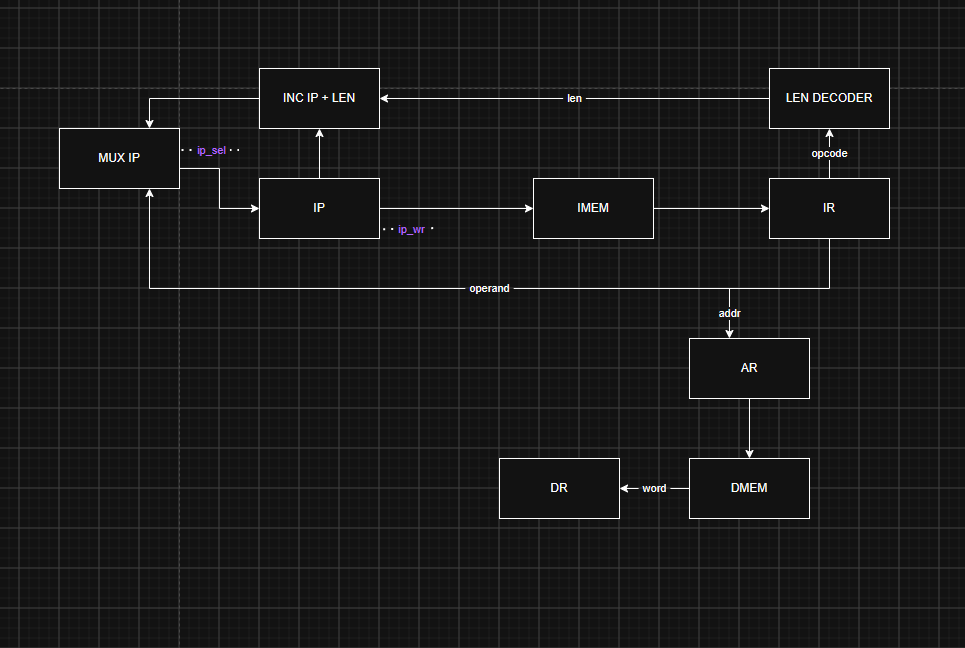 INC IP + LEN
len
LEN DECODER
MUX IP
ip_sel
opcode
IP
IMEM
IR
ip_wr
operand
addr
AR
DR
word
DMEM